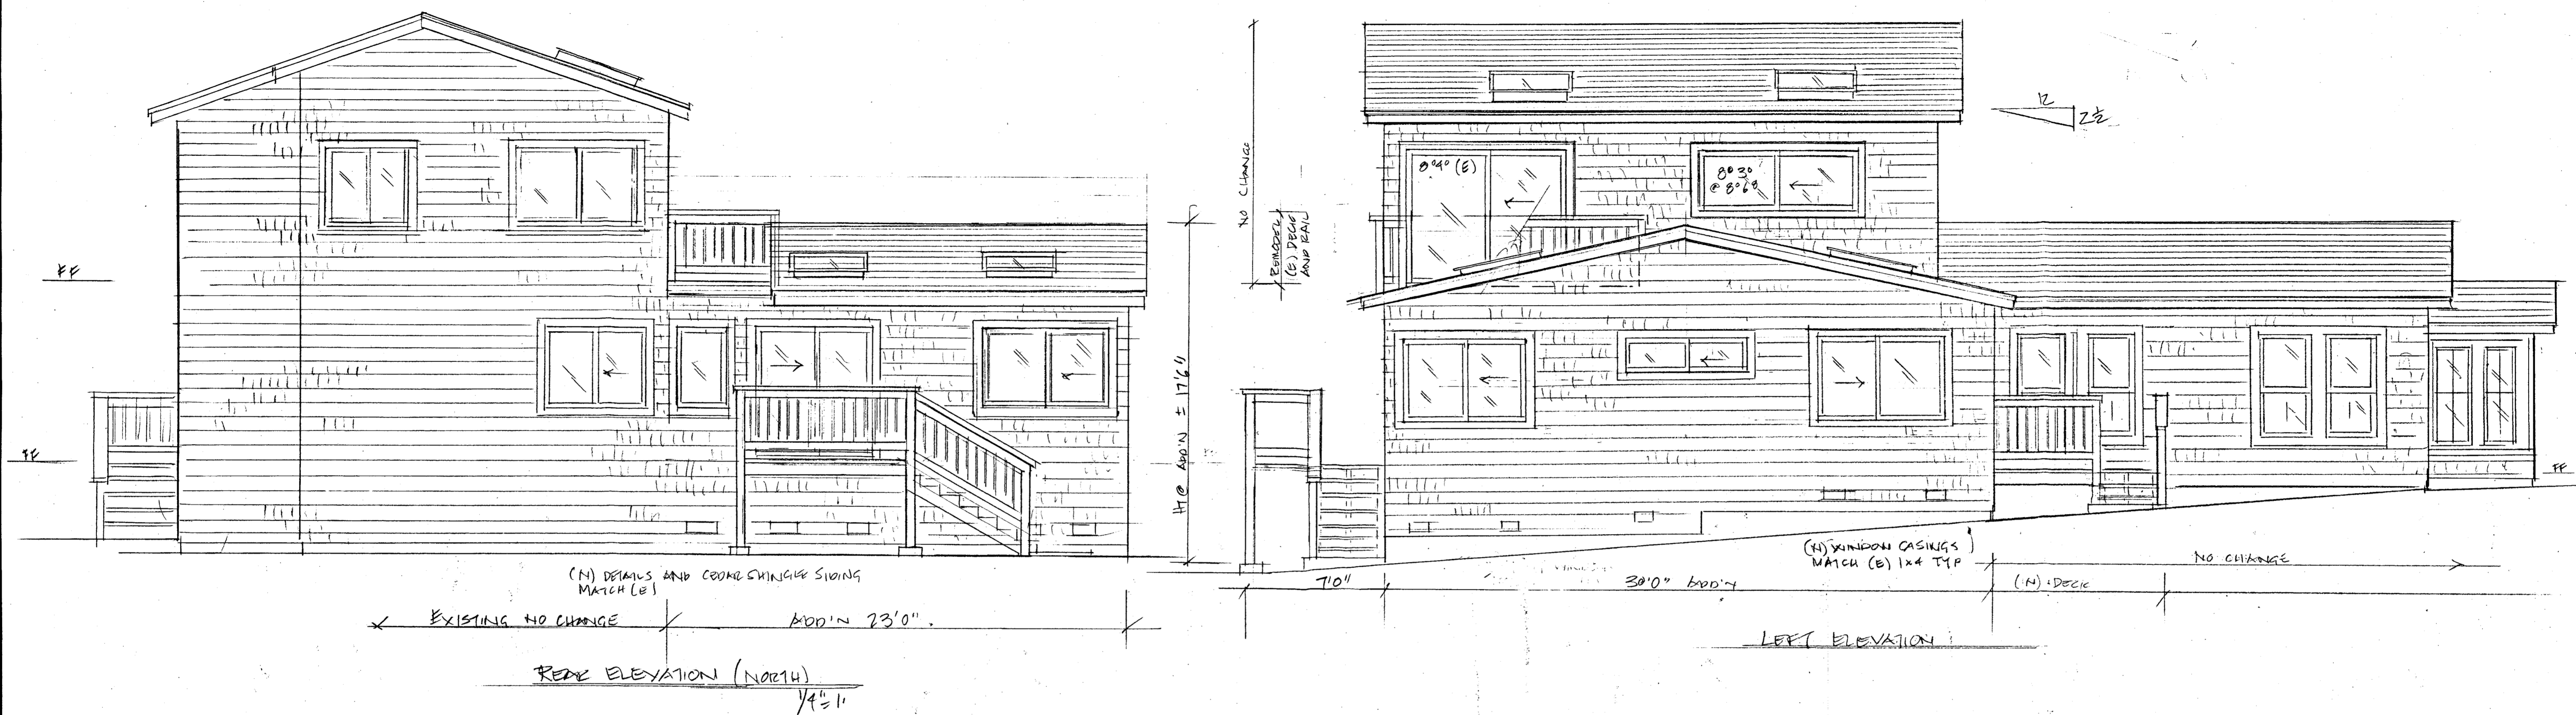 FF
FF
(N) DETAILS AND CEDAR SHINGLE SIDING
MATCH (E)
EXISTING NO CHANGE
ADD'N 23'0".
REAR ELEVATION (NORTH)
1/4"=1'
HT@ ADD'N ± 17'6"
NO CHANGE
REMODEL
(E) DECK
AND RAIL
8°4° (E)
8°3°
@ 8°6°
12
2½
FF
(N) WINDOW CASINGS
MATCH (E) 1x4 TYP
NO CHANGE
7'0"
30'0" ADD'N
(N) DECK
LEFT ELEVATION